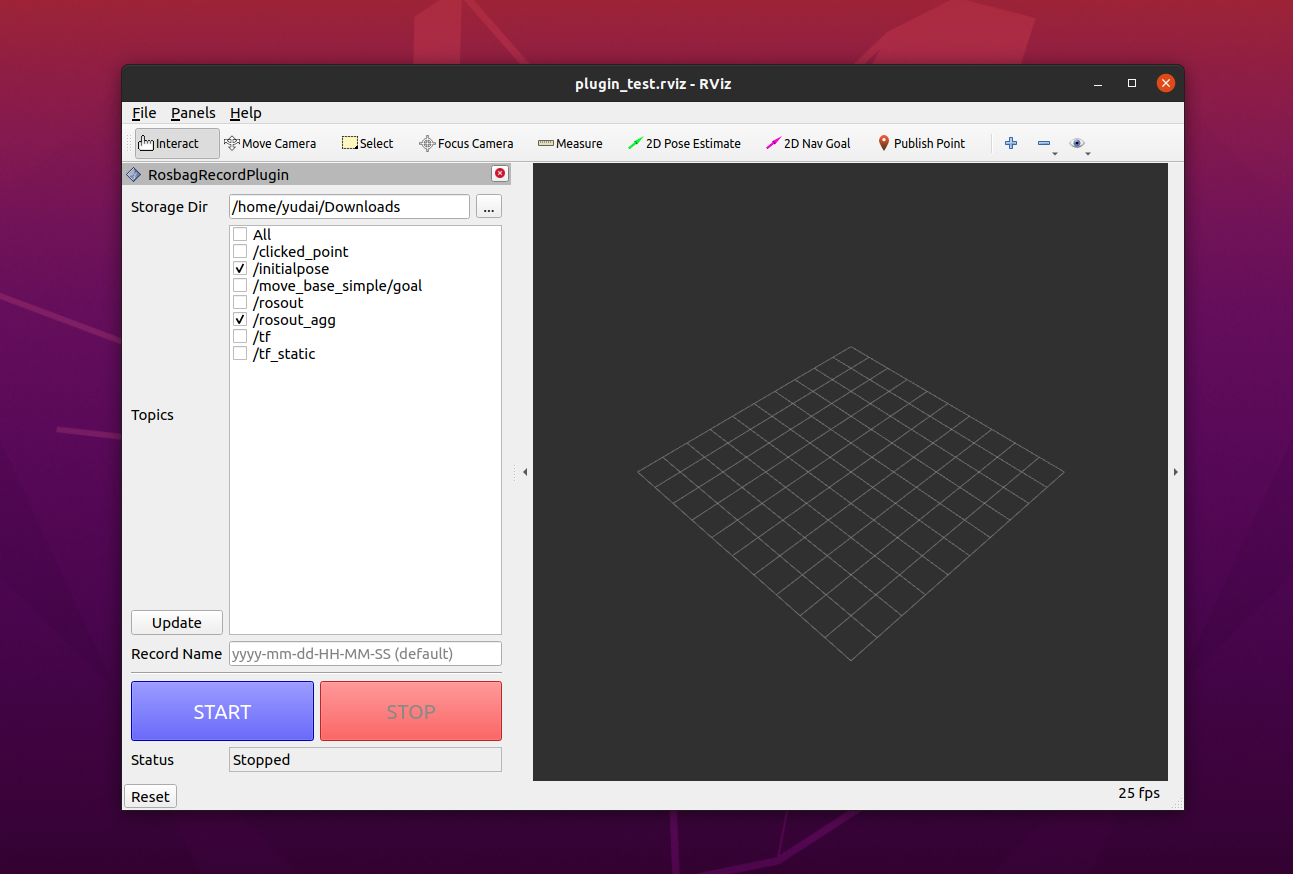 plugin_test.rviz - RViz
File Panels Help
Interact Move Camera Select Focus Camera Measure 2D Pose Estimate 2D Nav Goal Publish Point
RosbagRecordPlugin
Storage Dir /home/yudai/Downloads ...
All
/clicked_point
/initialpose
/move_base_simple/goal
/rosout
/rosout_agg
/tf
/tf_static
Topics
Update
Record Name yyyy-mm-dd-HH-MM-SS (default)
START STOP
Status Stopped
Reset
25 fps